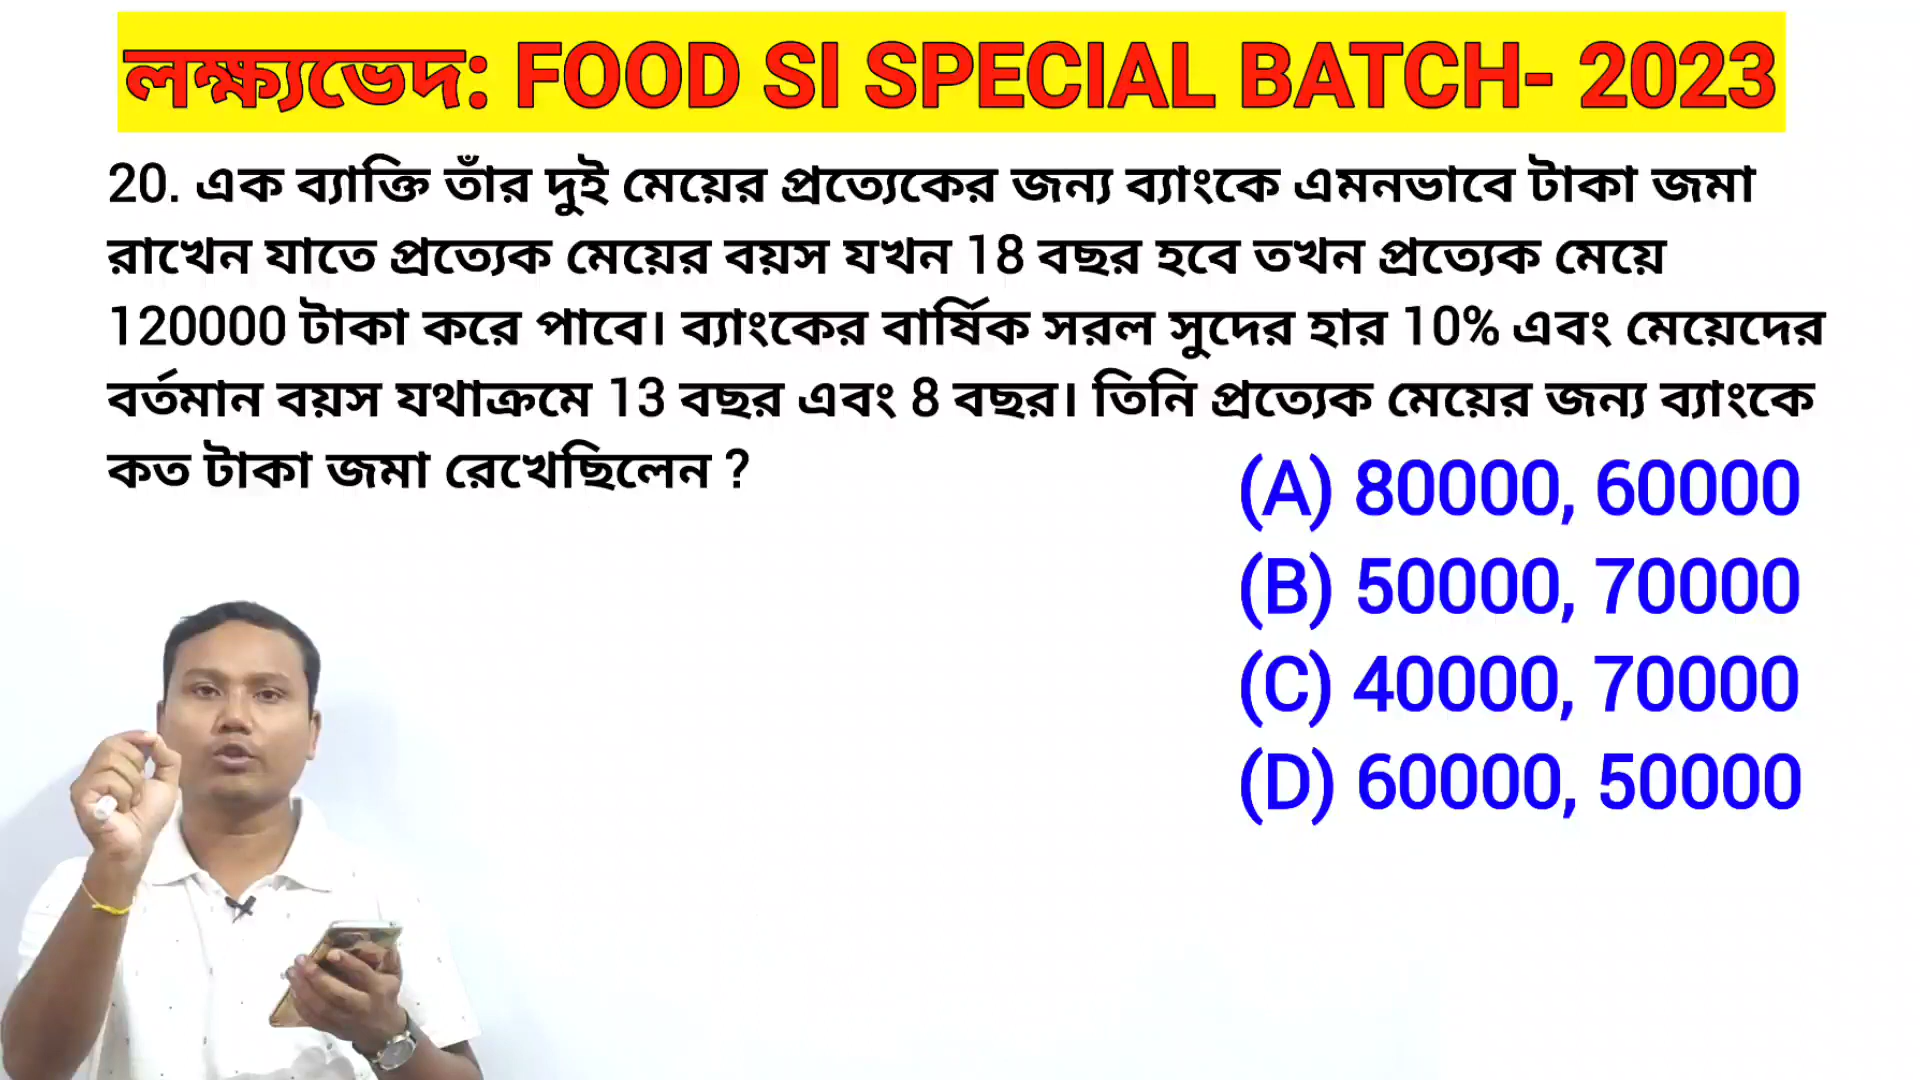 লক্ষ্যভেদ: FOOD SI SPECIAL BATCH- 2023
20. এক ব্যাক্তি তাঁর দুই মেয়ের প্রত্যেকের জন্য ব্যাংকে এমনভাবে টাকা জমা
রাখেন যাতে প্রত্যেক মেয়ের বয়স যখন 18 বছর হবে তখন প্রত্যেক মেয়ে
120000 টাকা করে পাবে। ব্যাংকের বার্ষিক সরল সুদের হার 10% এবং মেয়েদের
বর্তমান বয়স যথাক্রমে 13 বছর এবং 8 বছর। তিনি প্রত্যেক মেয়ের জন্য ব্যাংকে
কত টাকা জমা রেখেছিলেন ?
(A) 80000, 60000
(B) 50000, 70000
(C) 40000, 70000
(D) 60000, 50000